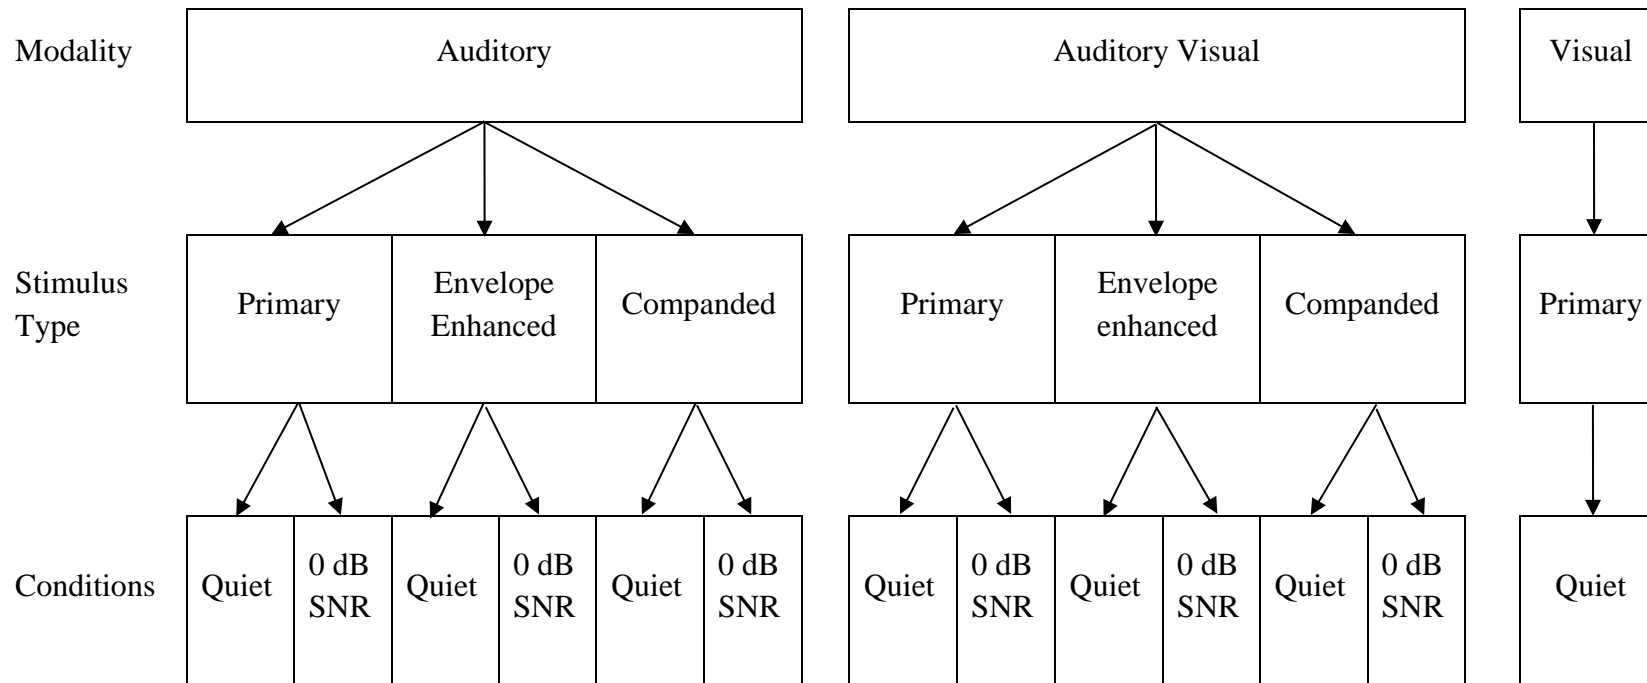 Modality
Auditory
Auditory Visual
Visual
Stimulus
Type
Primary
Envelope
Enhanced
Companded
Primary
Envelope
enhanced
Companded
Primary
Conditions
Quiet
0 dB
SNR
Quiet
0 dB
SNR
Quiet
0 dB
SNR
Quiet
0 dB
SNR
Quiet
0 dB
SNR
Quiet
0 dB
SNR
Quiet